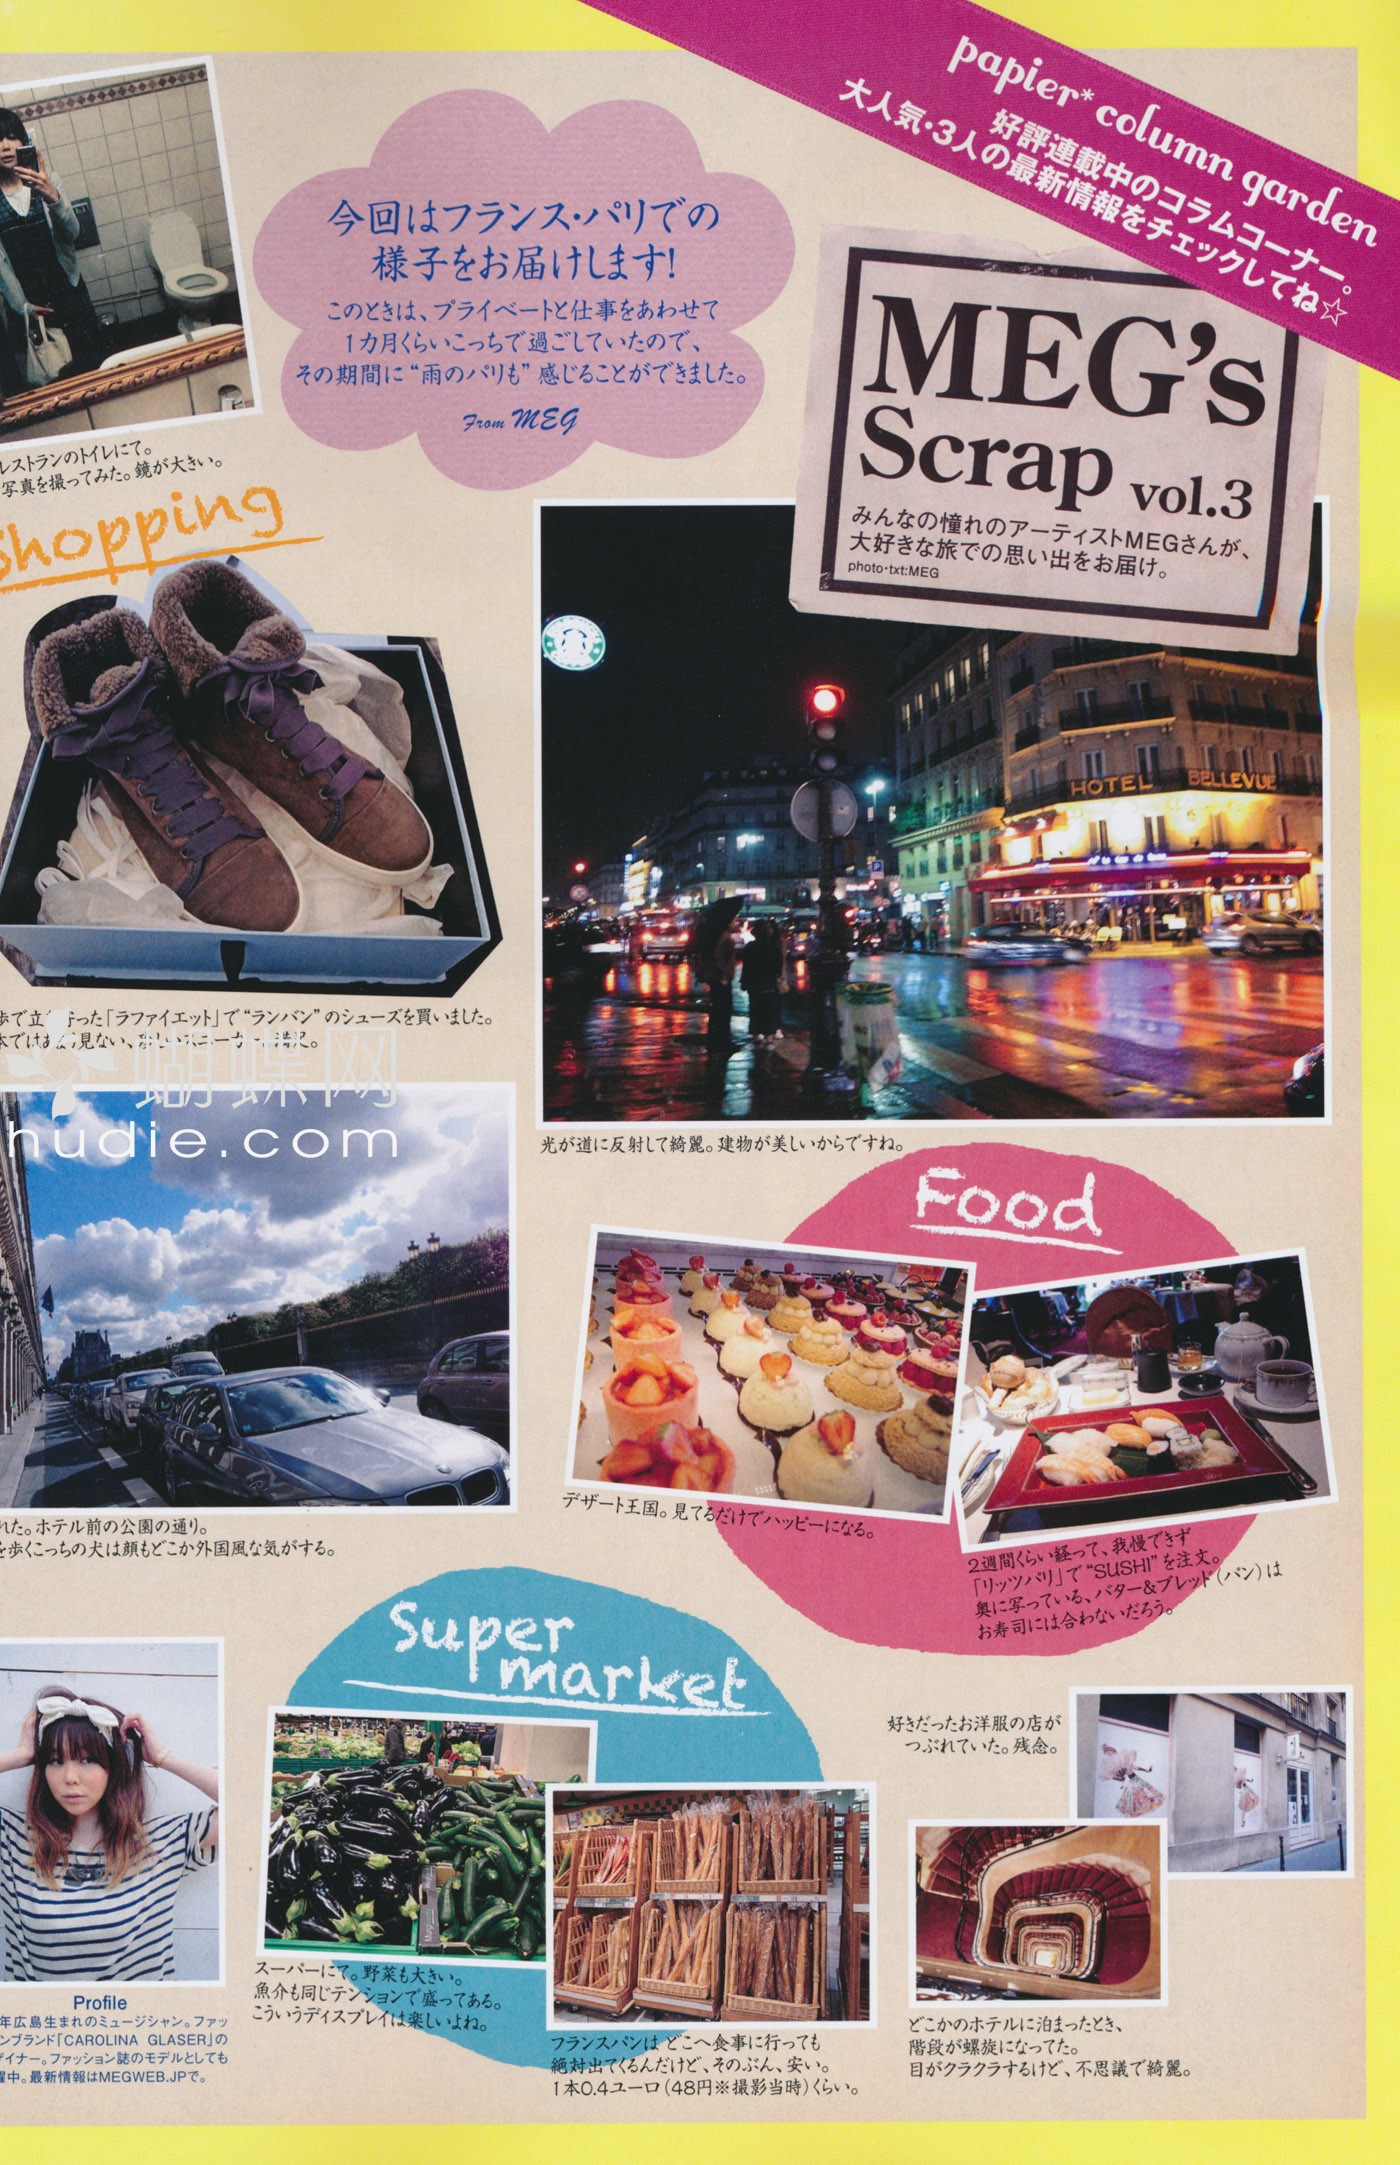 papier* column garden
好評連載中のコラムコーナー。
大人気・3人の最新情報をチェックしてね☆
MEG's
Scrap vol.3
みんなの憧れのアーティストMEGさんが、
大好きな旅での思い出をお届け。
photo・txt:MEG
今回はフランス・パリでの
様子をお届けします!
このときは、プライベートと仕事をあわせて
1カ月くらいこっちで過ごしていたので、
その期間に“雨のパリも”感じることができました。
From MEG
レストランのトイレにて。
写真を撮ってみた。鏡が大きい。
Shopping
歩で立ち寄った「ラファイエット」で“ランバン”のシューズを買いました。
本ではあまり見ない、 スニーカー 満足。
蝴蝶网
hudie.com
HOTEL BELLEVUE
光が道に反射して綺麗。建物が美しいからですね。
Food
デザート王国。見てるだけでハッピーになる。
2週間くらい経って、我慢できず
「リッツパリ」で“SUSHI”を注文。
奥に写っている、バター&ブレッド(パン)は
お寿司には合わないだろう。
れた。ホテル前の公園の通り。
を歩くこっちの犬は顔もどこか外国風な気がする。
Super
market
スーパーにて。野菜も大きい。
魚介も同じテンションで盛ってある。
こういうディスプレイは楽しいよね。
フランスパンは どこへ食事に行っても
絶対出てくるんだけど、そのぶん、安い。
1本0.4ユーロ(48円※撮影当時)くらい。
好きだったお洋服の店が
つぶれていた。残念。
どこかのホテルに泊まったとき、
階段が螺旋になってた。
目がクラクラするけど、不思議で綺麗。
Profile
年広島生まれのミュージシャン。ファッ
ンブランド「CAROLINA GLASER」の
ザイナー。ファッション誌のモデルとしても
躍中。最新情報はMEGWEB.JPで。